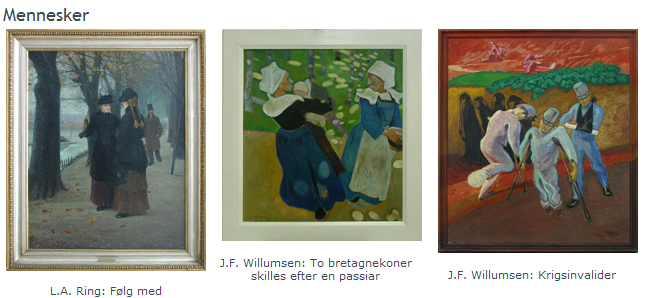 Mennesker
L.A. Ring: Følg med
J.F. Willumsen: To bretagnekoner
skilles efter en passiar
J.F. Willumsen: Krigsinvalider